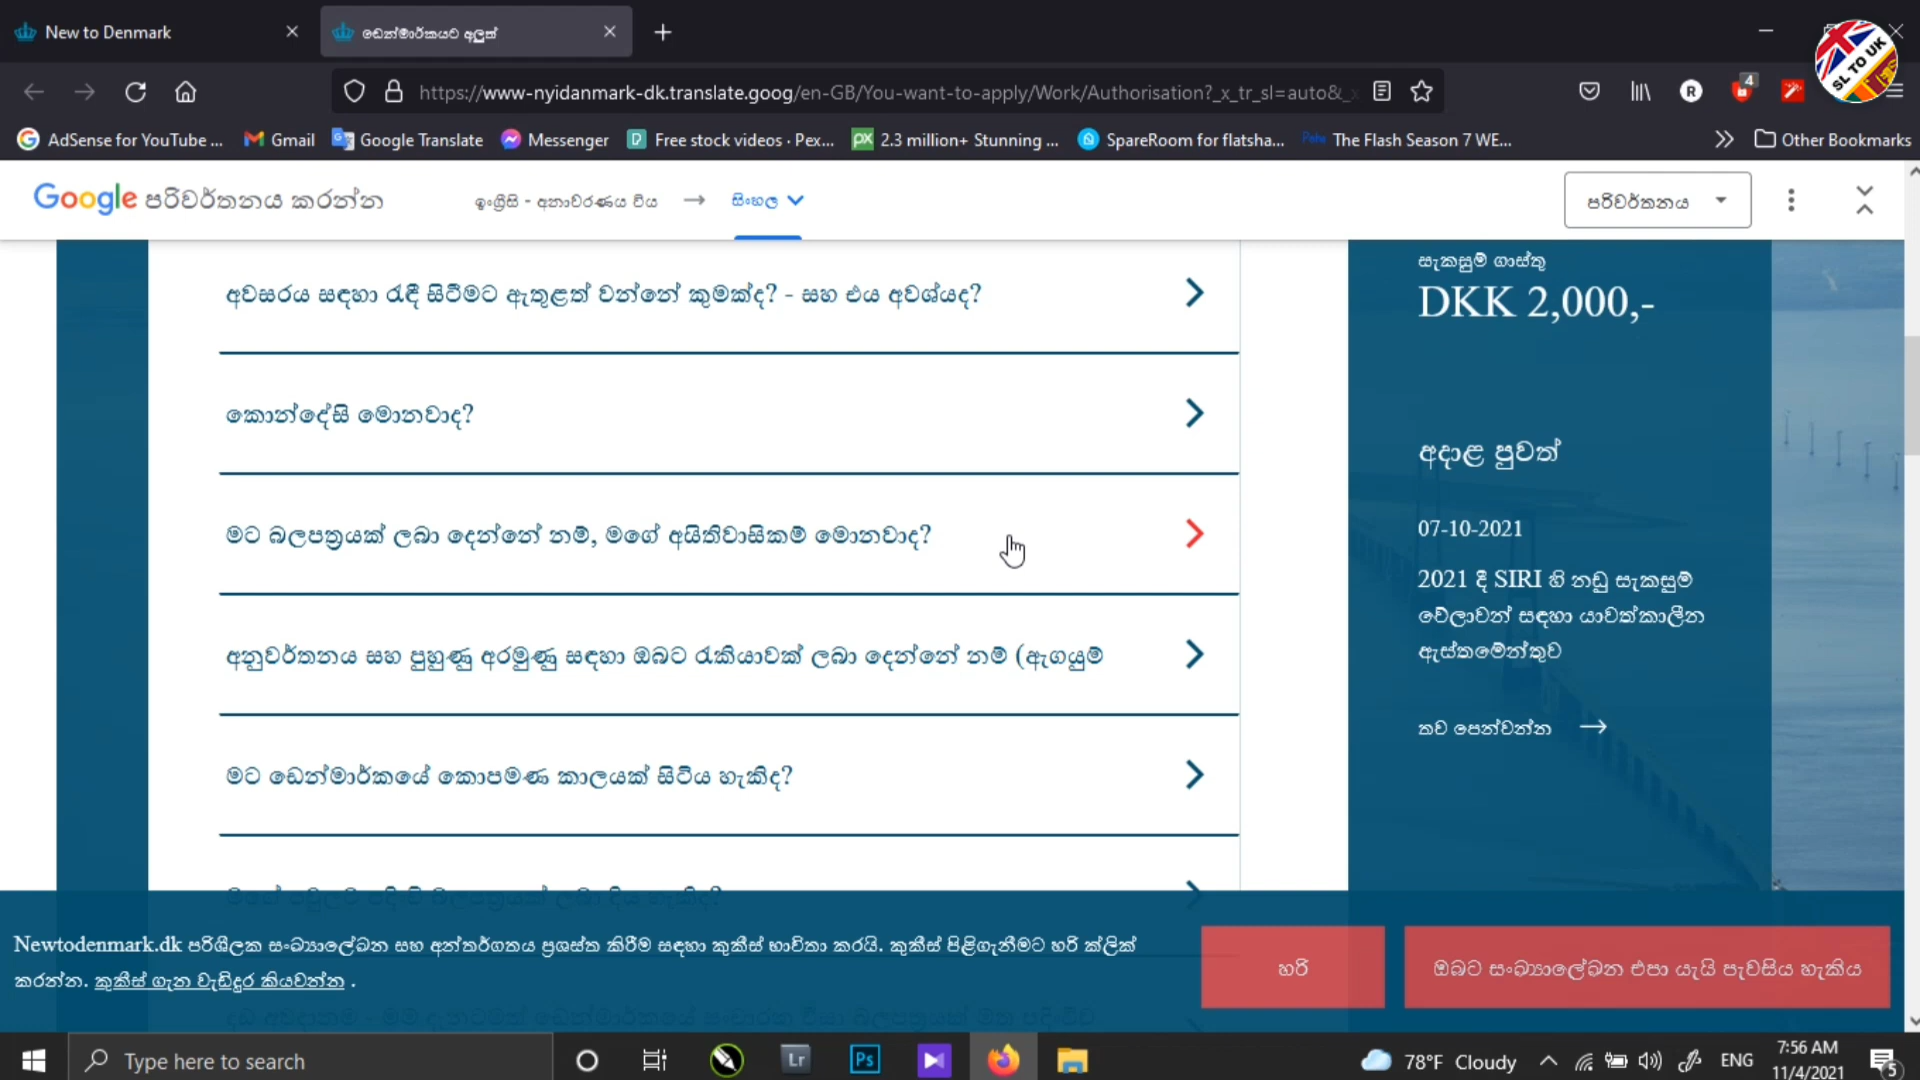 New to Denmark
ඩෙන්මාර්කයට අලුත්
SL TO UK
https://www-nyidanmark-dk.translate.goog/en-GB/You-want-to-apply/Work/Authorisation?_x_tr_sl=auto&_x
4
AdSense for YouTube ...
Gmail
Google Translate
Messenger
Free stock videos · Pex...
2.3 million+ Stunning ...
SpareRoom for flatsha...
The Flash Season 7 WE...
Other Bookmarks
Google පරිවර්තනය කරන්න
ඉංග්‍රීසි - අනාවරණය විය → සිංහල
පරිවර්තනය
අවසරය සඳහා රැඳී සිටීමට ඇතුළත් වන්නේ කුමක්ද? - සහ එය අවශ්යද?
කොන්දේසි මොනවාද?
මට බලපත්‍රයක් ලබා දෙන්නේ නම්, මගේ අයිතිවාසිකම් මොනවාද?
අනුවර්තනය සහ පුහුණු අරමුණු සඳහා ඔබට රැකියාවක් ලබා දෙන්නේ නම් (ඇගයුම්
මට ඩෙන්මාර්කයේ කොපමණ කාලයක් සිටිය හැකිද?
සැකසුම් ගාස්තු
DKK 2,000,-
අදාළ පුවත්
07-10-2021
2021 දී SIRI හි නඩු සැකසුම්
වේලාවන් සඳහා යාවත්කාලීන
ඇස්තමේන්තුව
තව පෙන්වන්න →
Newtodenmark.dk පරිශීලක සංඛ්‍යාලේඛන සහ අන්තර්ගතය ප්‍රශස්ත කිරීම සඳහා කුකීස් භාවිතා කරයි. කුකීස් පිළිගැනීමට හරි ක්ලික්
කරන්න. කුකීස් ගැන වැඩිදුර කියවන්න .
හරි
ඔබට සංඛ්‍යාලේඛන එපා යැයි පැවසිය හැකිය
Type here to search
78°F Cloudy
ENG
7:56 AM
11/4/2021
5